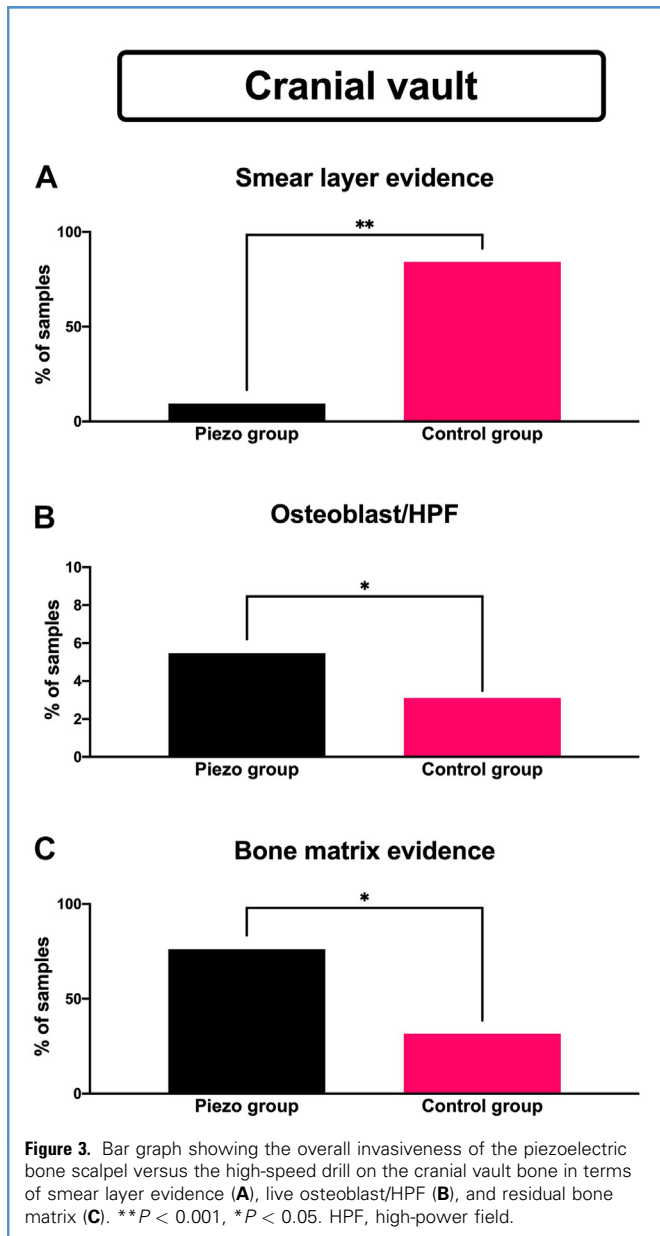 Cranial vault
A
Smear layer evidence
**
% of samples
100
50
0
Piezo group
Control group
B
Osteoblast/HPF
*
% of samples
10
8
6
4
2
0
Piezo group
Control group
C
Bone matrix evidence
*
% of samples
100
50
0
Piezo group
Control group
Figure 3. Bar graph showing the overall invasiveness of the piezoelectric
bone scalpel versus the high-speed drill on the cranial vault bone in terms
of smear layer evidence (A), live osteoblast/HPF (B), and residual bone
matrix (C). **P < 0.001, *P < 0.05. HPF, high-power field.